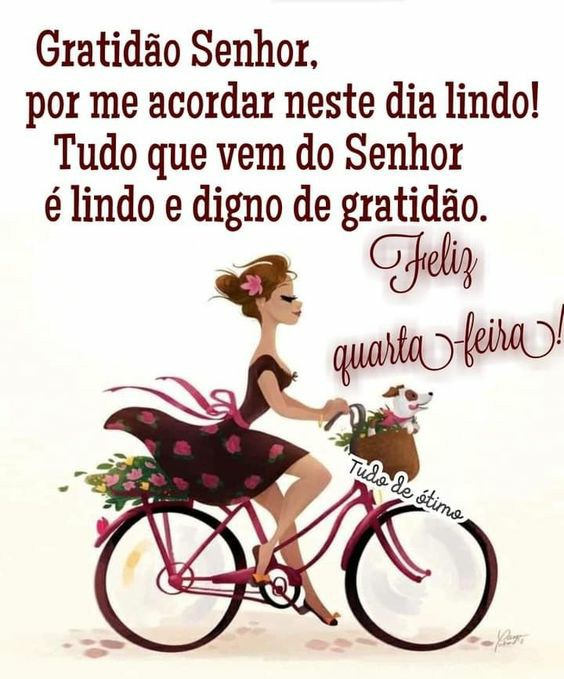 Gratidão Senhor,
por me acordar neste dia lindo!
Tudo que vem do Senhor
é lindo e digno de gratidão.
Feliz
quarta-feira!
Tudo de ótimo